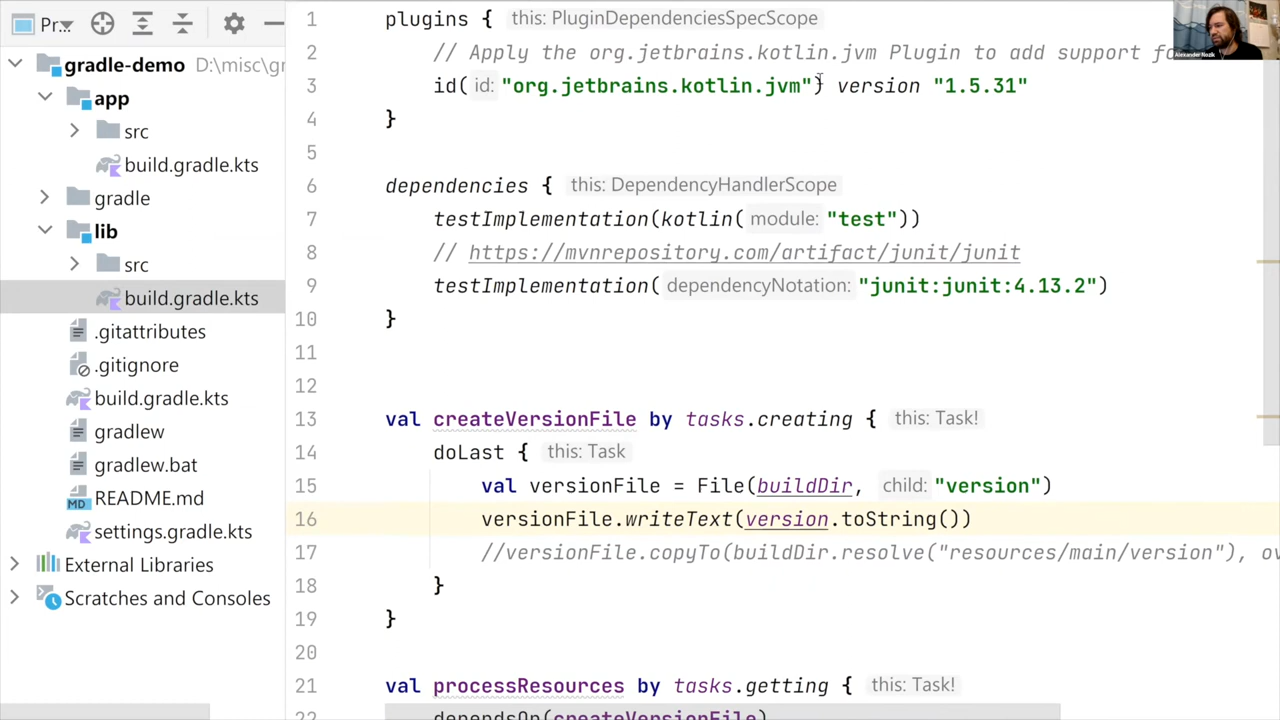 Pr...
gradle-demo D:\misc\gr
app
src
build.gradle.kts
gradle
lib
src
build.gradle.kts
.gitattributes
.gitignore
build.gradle.kts
gradlew
gradlew.bat
MD README.md
settings.gradle.kts
External Libraries
Scratches and Consoles
1 plugins { this: PluginDependenciesSpecScope
2 // Apply the org.jetbrains.kotlin.jvm Plugin to add support fo
3 id( id: "org.jetbrains.kotlin.jvm") version "1.5.31"
4 }
5
6 dependencies { this: DependencyHandlerScope
7 testImplementation(kotlin( module: "test"))
8 // https://mvnrepository.com/artifact/junit/junit
9 testImplementation( dependencyNotation: "junit:junit:4.13.2")
10 }
11
12
13 val createVersionFile by tasks.creating { this: Task!
14 doLast { this: Task
15 val versionFile = File(buildDir, child: "version")
16 versionFile.writeText(version.toString())
17 //versionFile.copyTo(buildDir.resolve("resources/main/version"), ov
18 }
19 }
20
21 val processResources by tasks.getting { this: Task!
22 dependsOn(createVersionFile)
Alexander Nozik